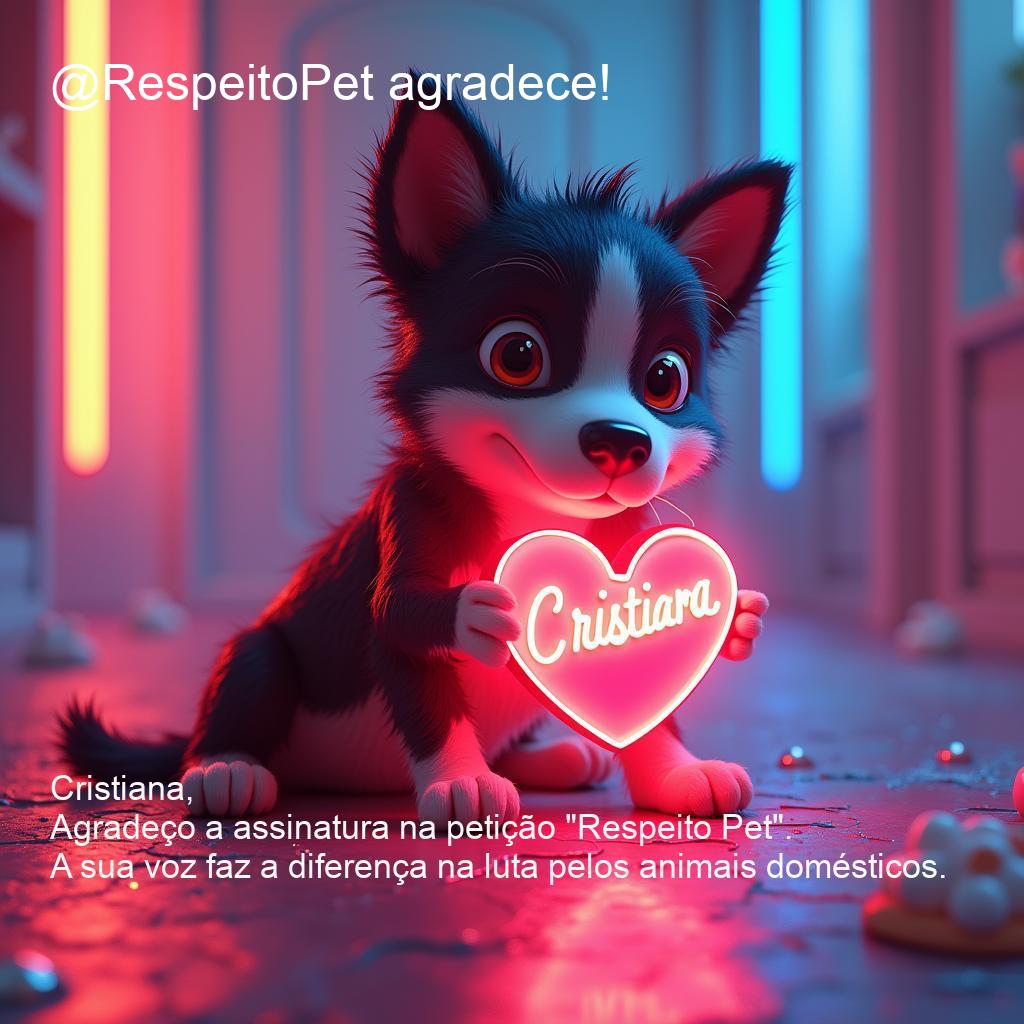 @RespeitoPet agradece!
Cristiara
Cristiana,
Agradeço a assinatura na petição "Respeito Pet".
A sua voz faz a diferença na luta pelos animais domésticos.